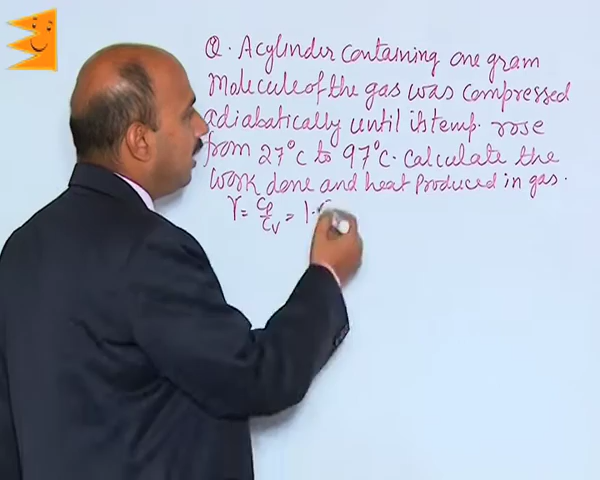 Q. A cylinder containing one gram
Molecule of the gas was compressed
adiabatically until its temp. rose
from 27°C to 97°C. Calculate the
work done and heat produced in gas.
γ = Cp/Cv = 1.